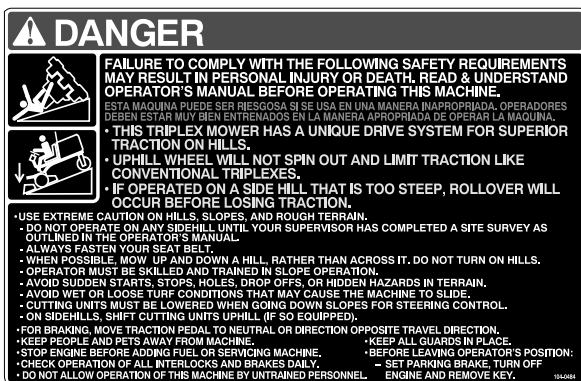 DANGER
FAILURE TO COMPLY WITH THE FOLLOWING SAFETY REQUIREMENTS
MAY RESULT IN PERSONAL INJURY OR DEATH. READ & UNDERSTAND
OPERATOR'S MANUAL BEFORE OPERATING THIS MACHINE.
ESTA MAQUINA PUEDE SER RIESGOSA SI SE USA EN UNA MANERA INAPROPRIADA. OPERADORES
DEBEN ESTAR MUY BIEN ENTRENADOS EN LA MANERA APROPRIADA DE OPERAR LA MAQUINA.
• THIS TRIPLEX MOWER HAS A UNIQUE DRIVE SYSTEM FOR SUPERIOR
TRACTION ON HILLS.
• UPHILL WHEEL WILL NOT SPIN OUT AND LIMIT TRACTION LIKE
CONVENTIONAL TRIPLEXES.
• IF OPERATED ON A SIDE HILL THAT IS TOO STEEP, ROLLOVER WILL
OCCUR BEFORE LOSING TRACTION.
•USE EXTREME CAUTION ON HILLS, SLOPES, AND ROUGH TERRAIN.
- DO NOT OPERATE ON ANY SIDEHILL UNTIL YOUR SUPERVISOR HAS COMPLETED A SITE SURVEY AS
OUTLINED IN THE OPERATOR'S MANUAL.
- ALWAYS FASTEN YOUR SEAT BELT.
- WHEN POSSIBLE, MOW UP AND DOWN A HILL, RATHER THAN ACROSS IT. DO NOT TURN ON HILLS.
- OPERATOR MUST BE SKILLED AND TRAINED IN SLOPE OPERATION.
- AVOID SUDDEN STARTS, STOPS, HOLES, DROP OFFS, OR HIDDEN HAZARDS IN TERRAIN.
- AVOID WET OR LOOSE TURF CONDITIONS THAT MAY CAUSE THE MACHINE TO SLIDE.
- CUTTING UNITS MUST BE LOWERED WHEN GOING DOWN SLOPES FOR STEERING CONTROL.
- ON SIDEHILLS, SHIFT CUTTING UNITS UPHILL (IF SO EQUIPPED).
•FOR BRAKING, MOVE TRACTION PEDAL TO NEUTRAL OR DIRECTION OPPOSITE TRAVEL DIRECTION.
•KEEP PEOPLE AND PETS AWAY FROM MACHINE.
•STOP ENGINE BEFORE ADDING FUEL OR SERVICING MACHINE.
•CHECK OPERATION OF ALL INTERLOCKS AND BRAKES DAILY.
• DO NOT ALLOW OPERATION OF THIS MACHINE BY UNTRAINED PERSONNEL.
•KEEP ALL GUARDS IN PLACE.
•BEFORE LEAVING OPERATOR'S POSITION:
– SET PARKING BRAKE, TURN OFF
ENGINE AND REMOVE KEY.
104-0484